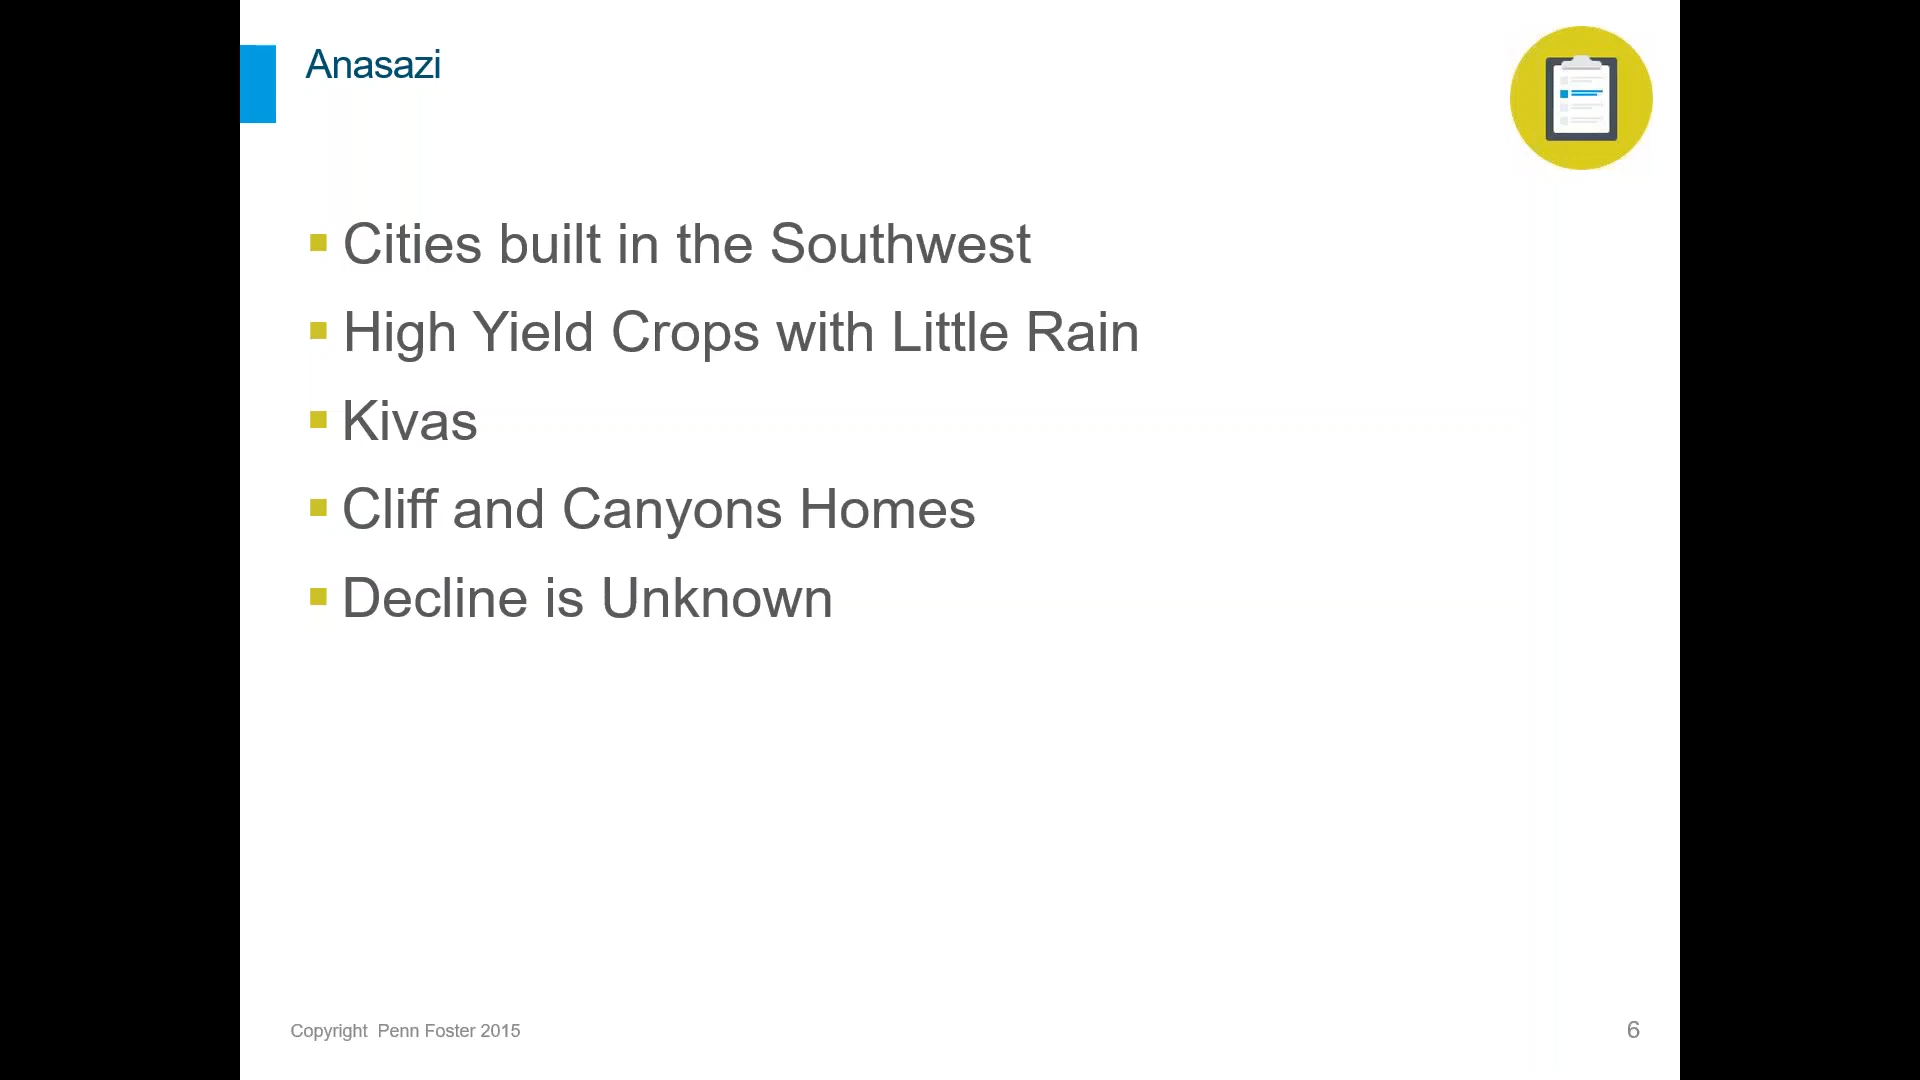 Anasazi
Cities built in the Southwest
High Yield Crops with Little Rain
Kivas
Cliff and Canyons Homes
Decline is Unknown
Copyright  Penn Foster 2015
6